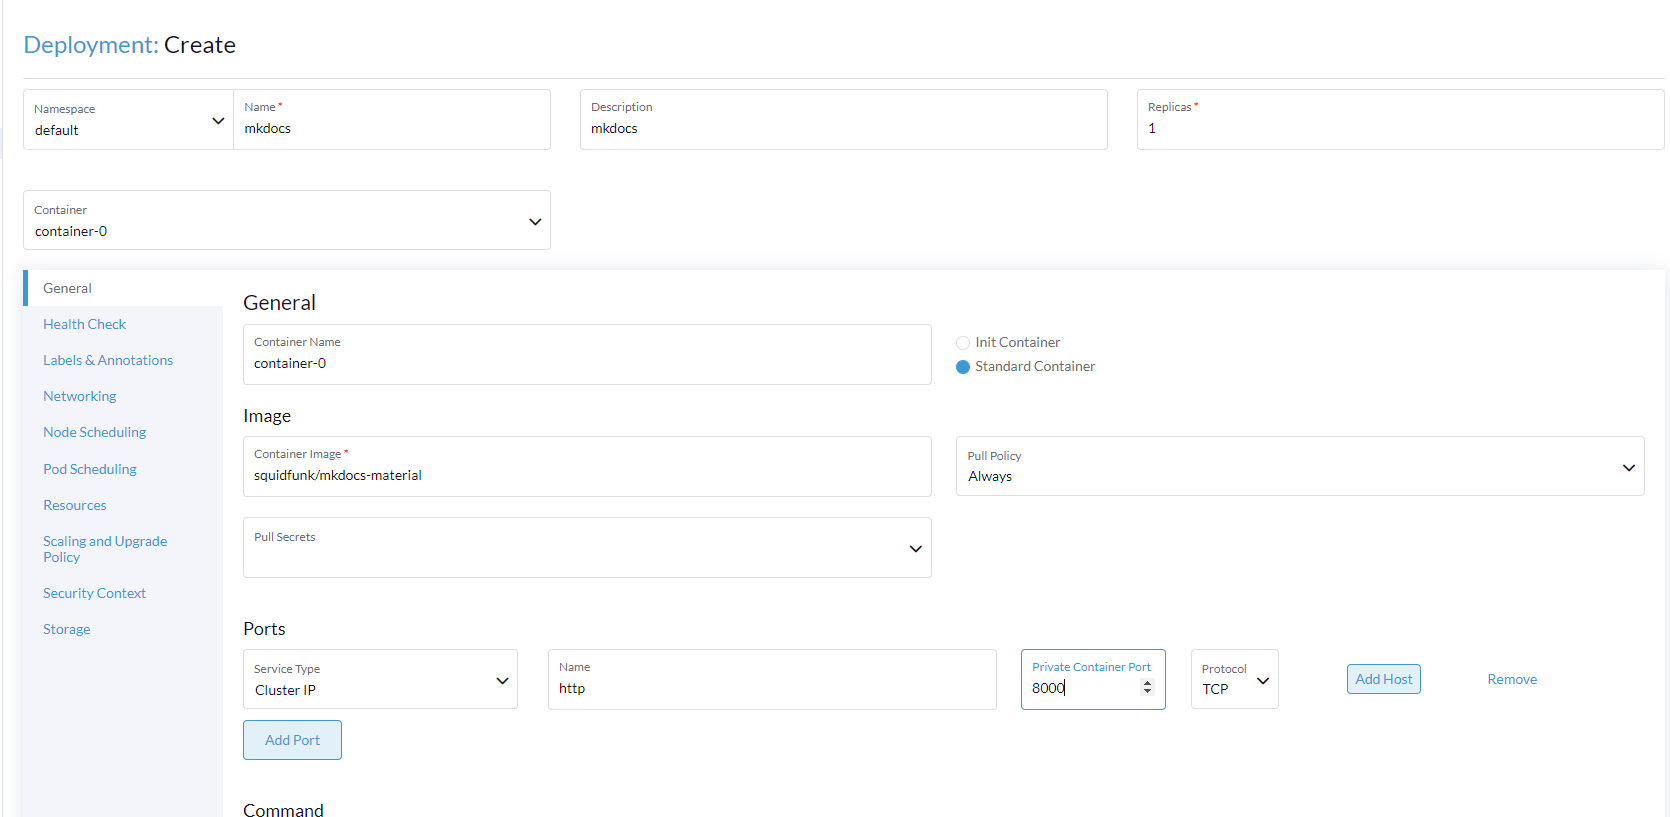 Deployment: Create
Namespace
default
Name *
mkdocs
Description
mkdocs
Replicas *
1
Container
container-0
General
Health Check
Labels & Annotations
Networking
Node Scheduling
Pod Scheduling
Resources
Scaling and Upgrade
Policy
Security Context
Storage
General
Container Name
container-0
Init Container
Standard Container
Image
Container Image *
squidfunk/mkdocs-material
Pull Policy
Always
Pull Secrets
Ports
Service Type
Cluster IP
Name
http
Private Container Port
8000
Protocol
TCP
Add Host
Remove
Add Port
Command